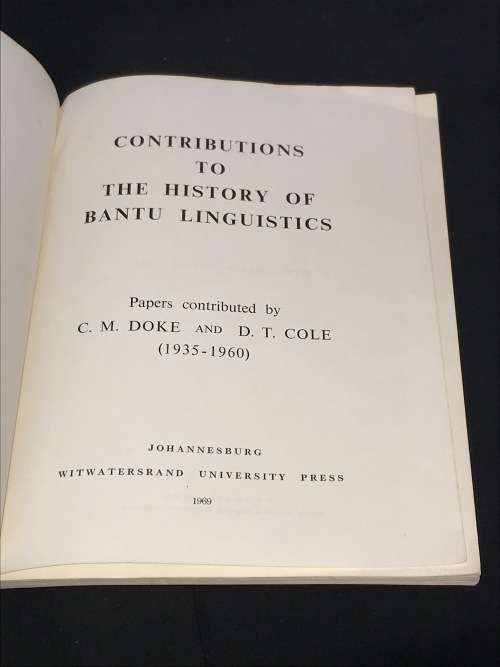 CONTRIBUTIONS
TO
THE HISTORY OF
BANTU LINGUISTICS
Papers contributed by
C. M. DOKE AND D. T. COLE
(1935-1960)
JOHANNESBURG
WITWATERSRAND UNIVERSITY PRESS
1969